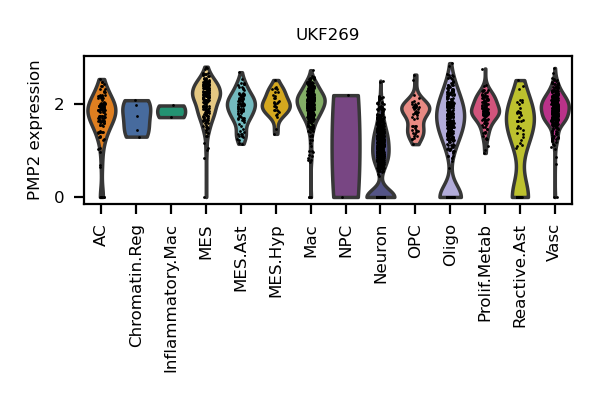 UKF269
PMP2 expression
2
0
AC
Chromatin.Reg
Inflammatory.Mac
MES
MES.Ast
MES.Hyp
Mac
NPC
Neuron
OPC
Oligo
Prolif.Metab
Reactive.Ast
Vasc